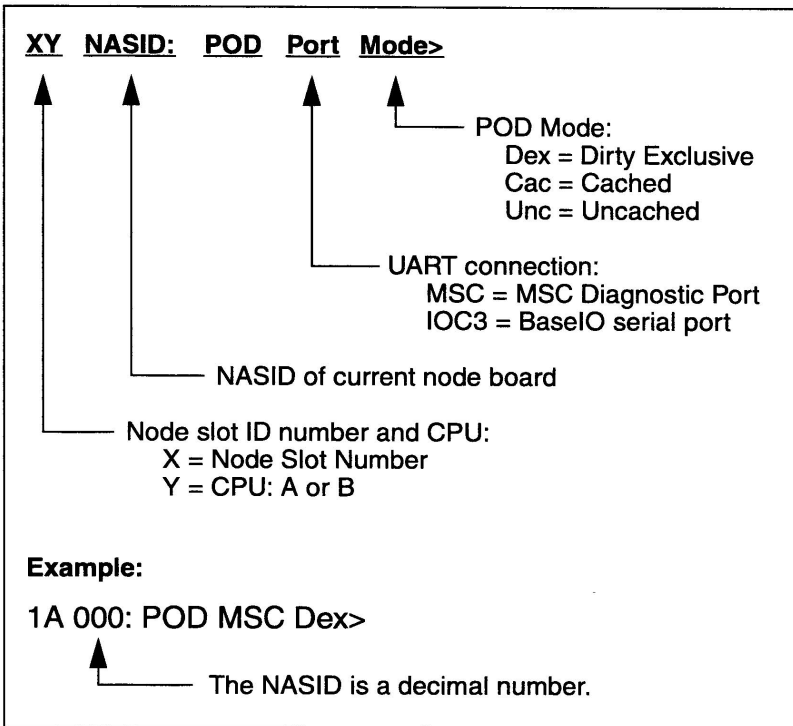 XY NASID: POD Port Mode>
POD Mode:
Dex = Dirty Exclusive
Cac = Cached
Unc = Uncached
UART connection:
MSC = MSC Diagnostic Port
IOC3 = BaseIO serial port
NASID of current node board
Node slot ID number and CPU:
X = Node Slot Number
Y = CPU: A or B
Example:
1A 000: POD MSC Dex>
The NASID is a decimal number.